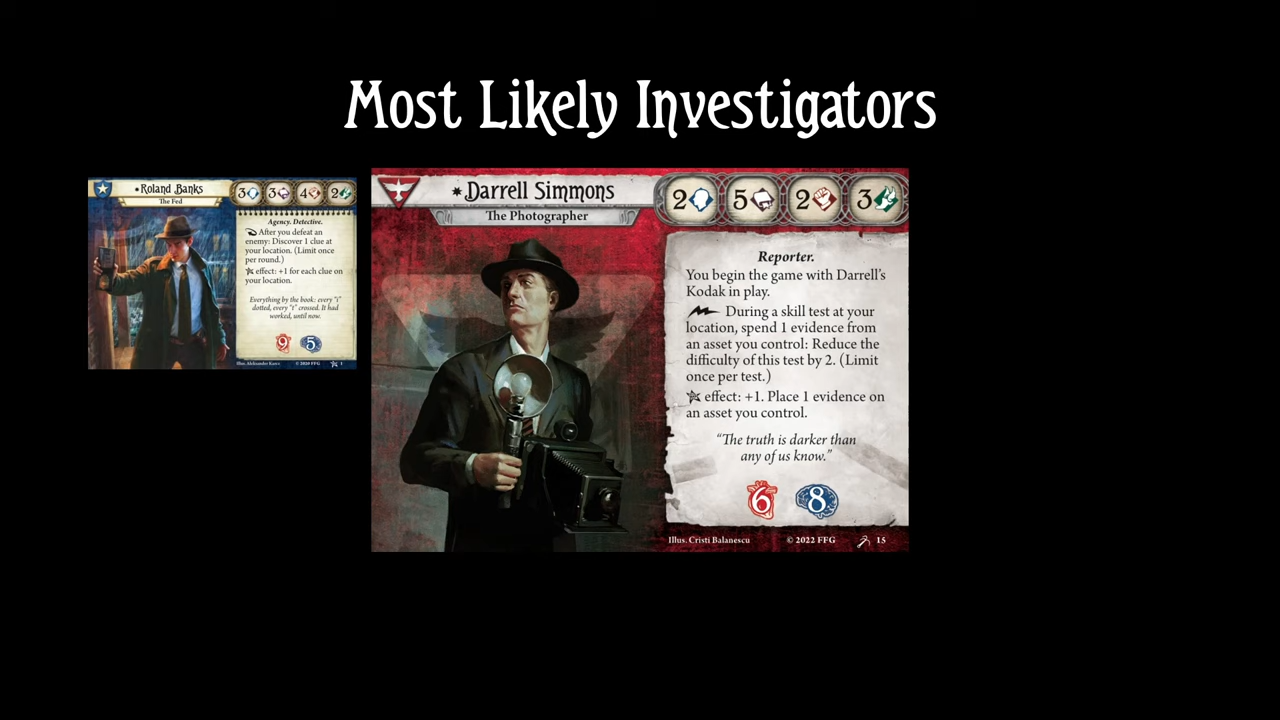 Most Likely Investigators
Roland Banks
The Fed
3 3 4 2
Agency. Detective.
After you defeat an
enemy: Discover 1 clue at
your location. (Limit once
per round.)
effect: +1 for each clue on
your location.
Everything by the book: every "i"
dotted, every "t" crossed. It had
worked, until now.
9 5
© 2020 FFG
Darrell Simmons
The Photographer
2 5 2 3
Reporter.
You begin the game with Darrell's
Kodak in play.
During a skill test at your
location, spend 1 evidence from
an asset you control: Reduce the
difficulty of this test by 2. (Limit
once per test.)
effect: +1. Place 1 evidence on
an asset you control.
"The truth is darker than
any of us know."
6 8
Illus. Cristi Balanescu © 2022 FFG 15